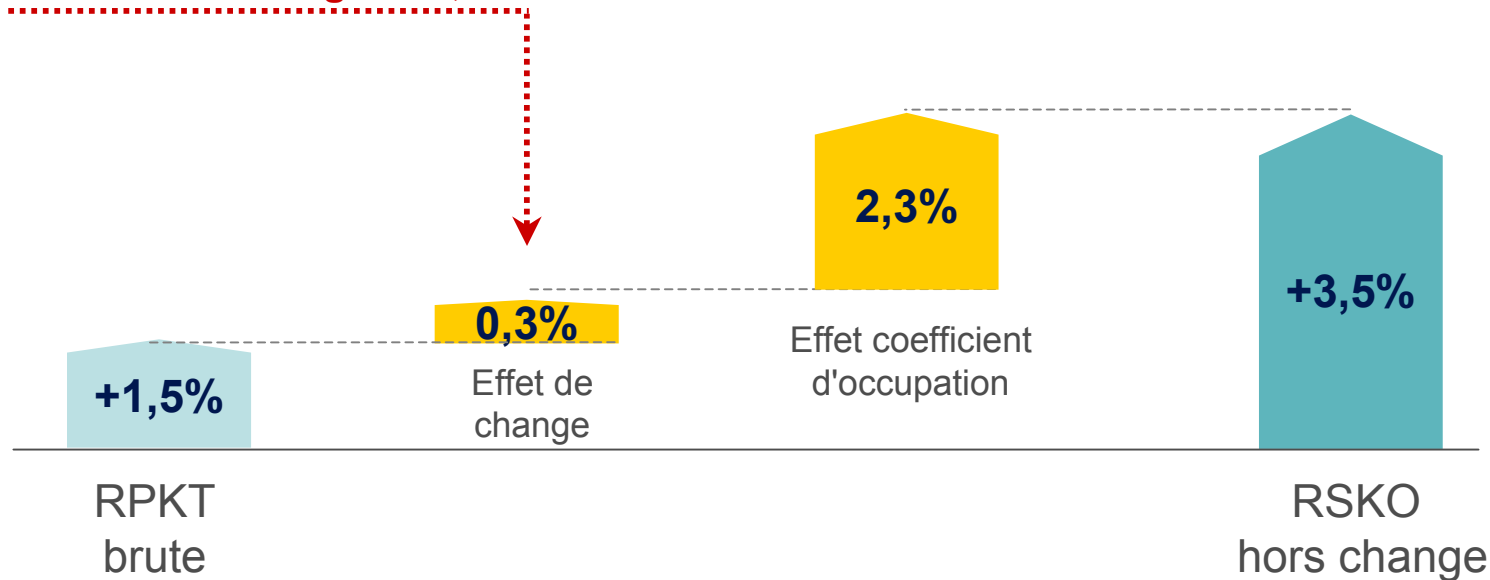 2,3%
+3,5%
0,3%
Effet coefficient
d'occupation
+1,5%
Effet de
change
RPKT
brute
RSKO
hors change